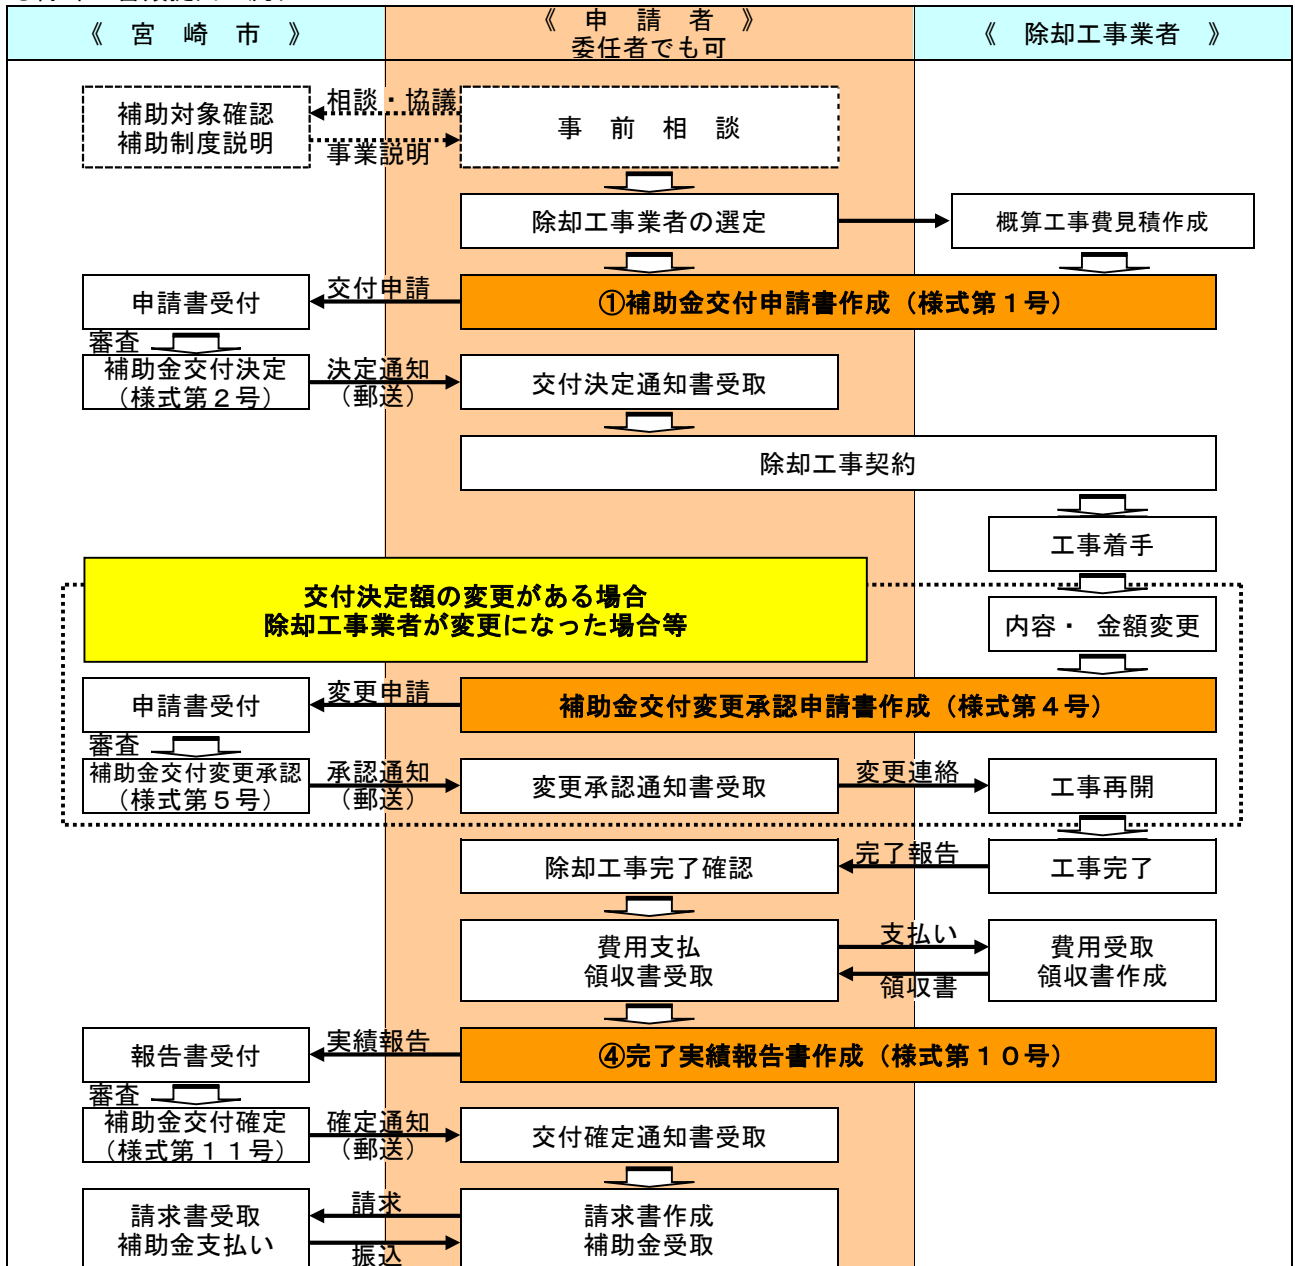 《 宮 崎 市 》
《 申 請 者 》
委任者でも可
《 除却工事業者 》
補助対象確認
補助制度説明
相談・協議
事業説明
事 前 相 談
除却工事業者の選定
概算工事費見積作成
申請書受付
交付申請
①補助金交付申請書作成（様式第１号）
審査
補助金交付決定
（様式第２号）
決定通知
（郵送）
交付決定通知書受取
除却工事契約
工事着手
交付決定額の変更がある場合
除却工事業者が変更になった場合等
内容・ 金額変更
申請書受付
変更申請
補助金交付変更承認申請書作成（様式第４号）
審査
補助金交付変更承認
（様式第５号）
承認通知
（郵送）
変更承認通知書受取
変更連絡
工事再開
除却工事完了確認
完了報告
工事完了
費用支払
領収書受取
支払い
領収書
費用受取
領収書作成
報告書受付
実績報告
④完了実績報告書作成（様式第１０号）
審査
補助金交付確定
（様式第１１号）
確定通知
（郵送）
交付確定通知書受取
請求書受取
補助金支払い
請求
振込
請求書作成
補助金受取